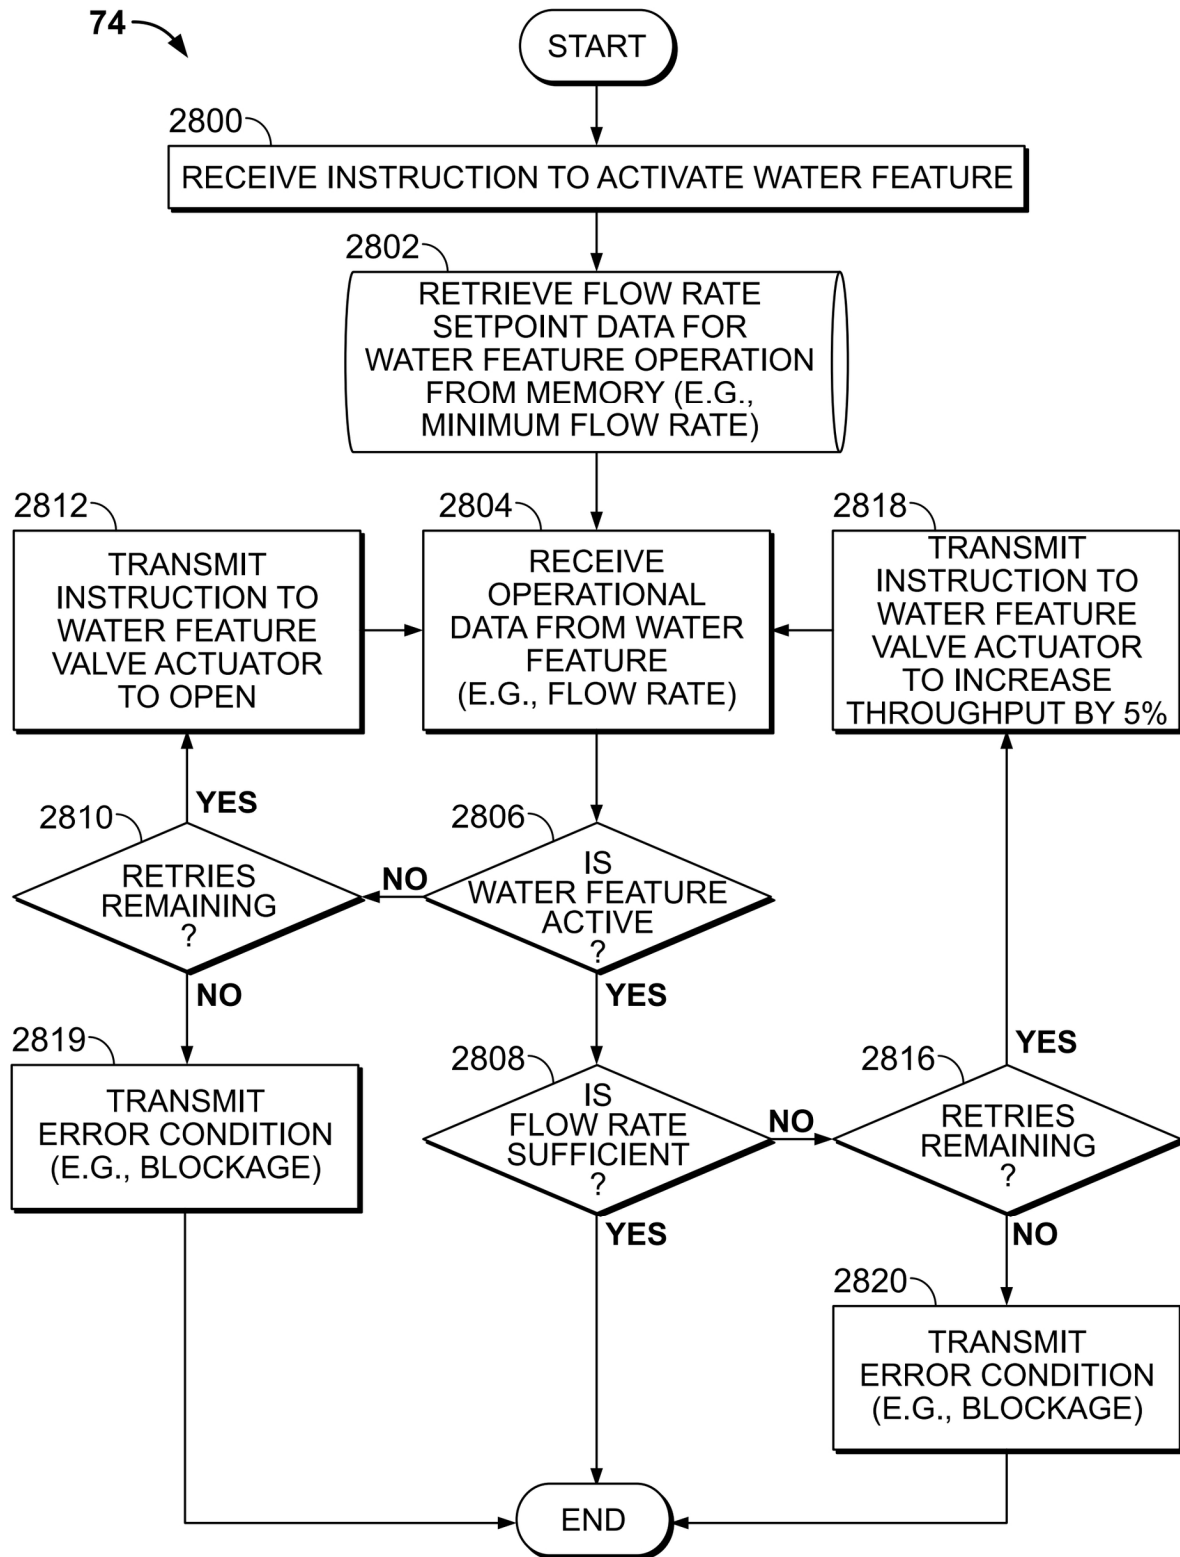 74
START
2800
RECEIVE INSTRUCTION TO ACTIVATE WATER FEATURE
2802
RETRIEVE FLOW RATE
SETPOINT DATA FOR
WATER FEATURE OPERATION
FROM MEMORY (E.G.,
MINIMUM FLOW RATE)
2812
TRANSMIT
INSTRUCTION TO
WATER FEATURE
VALVE ACTUATOR
TO OPEN
2804
RECEIVE
OPERATIONAL
DATA FROM WATER
FEATURE
(E.G., FLOW RATE)
2818
TRANSMIT
INSTRUCTION TO
WATER FEATURE
VALVE ACTUATOR
TO INCREASE
THROUGHPUT BY 5%
2810
YES
RETRIES
REMAINING
?
NO
2806
IS
WATER FEATURE
ACTIVE
?
NO
YES
2819
TRANSMIT
ERROR CONDITION
(E.G., BLOCKAGE)
2808
IS
FLOW RATE
SUFFICIENT
?
NO
YES
2816
YES
RETRIES
REMAINING
?
NO
2820
TRANSMIT
ERROR CONDITION
(E.G., BLOCKAGE)
END